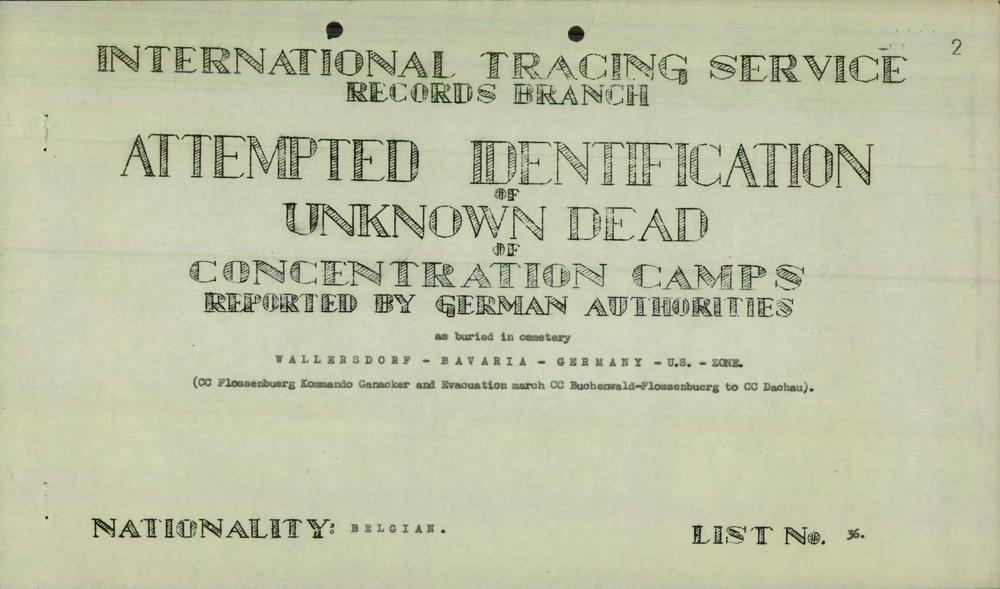 2
INTERNATIONAL TRACING SERVICE
RECORDS BRANCH
ATTEMPTED IDENTIFICATION
OF
UNKNOWN DEAD
OF
CONCENTRATION CAMPS
REPORTED BY GERMAN AUTHORITIES
as buried in cemetery
WALLERSDORF - BAVARIA - GERMANY - U.S. - ZONE.
(CC Flossenbuerg Kommando Ganacker and Evacuation march CC Buchenwald-Flossenbuerg to CC Dachau).
NATIONALITY: BELGIAN.
LIST No. 36.